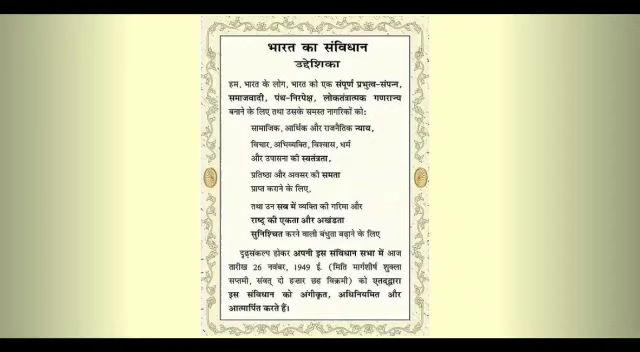 भारत का संविधान
उद्देशिका
हम, भारत के लोग, भारत को एक संपूर्ण प्रभुत्व-संपन्न,
समाजवादी, पंथ-निरपेक्ष, लोकतंत्रात्मक गणराज्य
बनाने के लिए तथा उसके समस्त नागरिकों को:
सामाजिक, आर्थिक और राजनैतिक न्याय,
विचार, अभिव्यक्ति, विश्वास, धर्म
और उपासना की स्वतंत्रता,
प्रतिष्ठा और अवसर की समता
प्राप्त कराने के लिए,
तथा उन सब में व्यक्ति की गरिमा और
राष्ट्र की एकता और अखंडता
सुनिश्चित करने वाली बंधुता बढ़ाने के लिए
दृढ़संकल्प होकर अपनी इस संविधान सभा में आज
तारीख 26 नवंबर, 1949 ई. (मिति मार्गशीर्ष शुक्ला
सप्तमी, संवत् दो हजार छह विक्रमी) को एतद्द्वारा
इस संविधान को अंगीकृत, अधिनियमित और
आत्मार्पित करते हैं।